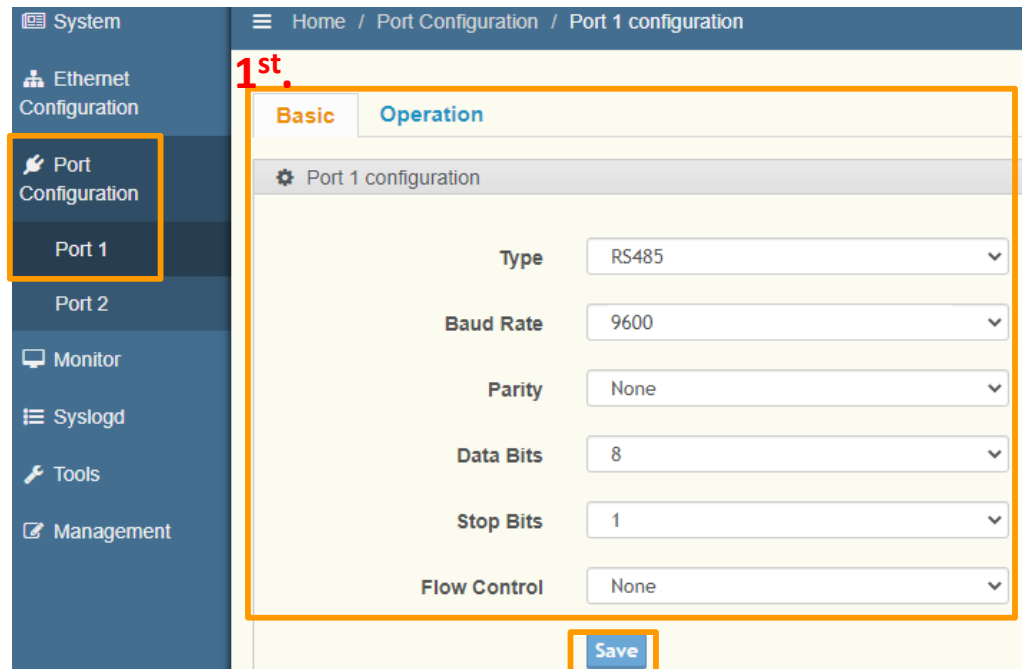 System
Ethernet
Configuration
Port
Configuration
Port 1
Port 2
Monitor
Syslogd
Tools
Management
Home / Port Configuration / Port 1 configuration
1st.
Basic Operation
Port 1 configuration
Type RS485
Baud Rate 9600
Parity None
Data Bits 8
Stop Bits 1
Flow Control None
Save